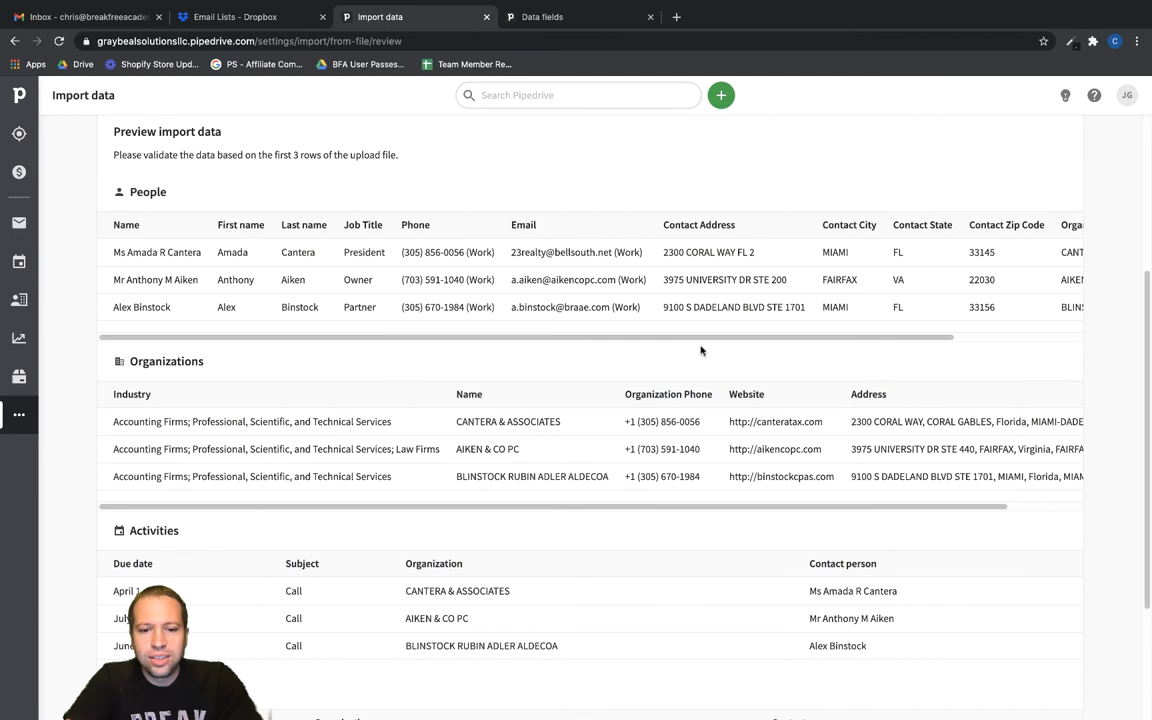 Inbox - chris@breakfreeacade
Email Lists - Dropbox
Import data
Data fields
graybealsolutionsllc.pipedrive.com/settings/import/from-file/review
Apps Drive Shopify Store Upd... PS - Affiliate Com... BFA User Passes... Team Member Re...
Import data
Search Pipedrive
JG
Preview import data
Please validate the data based on the first 3 rows of the upload file.
People
Name First name Last name Job Title Phone Email Contact Address Contact City Contact State Contact Zip Code Orga
Ms Amada R Cantera Amada Cantera President (305) 856-0056 (Work) 23realty@bellsouth.net (Work) 2300 CORAL WAY FL 2 MIAMI FL 33145 CANT
Mr Anthony M Aiken Anthony Aiken Owner (703) 591-1040 (Work) a.aiken@aikencopc.com (Work) 3975 UNIVERSITY DR STE 200 FAIRFAX VA 22030 AIKE
Alex Binstock Alex Binstock Partner (305) 670-1984 (Work) a.binstock@braae.com (Work) 9100 S DADELAND BLVD STE 1701 MIAMI FL 33156 BLIN
Organizations
Industry Name Organization Phone Website Address
Accounting Firms; Professional, Scientific, and Technical Services CANTERA & ASSOCIATES +1 (305) 856-0056 http://canteratax.com 2300 CORAL WAY, CORAL GABLES, Florida, MIAMI-DADE
Accounting Firms; Professional, Scientific, and Technical Services; Law Firms AIKEN & CO PC +1 (703) 591-1040 http://aikencopc.com 3975 UNIVERSITY DR STE 440, FAIRFAX, Virginia, FAIRFA
Accounting Firms; Professional, Scientific, and Technical Services BLINSTOCK RUBIN ADLER ALDECOA +1 (305) 670-1984 http://binstockcpas.com 9100 S DADELAND BLVD STE 1701, MIAMI, Florida, MIAM
Activities
Due date Subject Organization Contact person
April Call CANTERA & ASSOCIATES Ms Amada R Cantera
July Call AIKEN & CO PC Mr Anthony M Aiken
June Call BLINSTOCK RUBIN ADLER ALDECOA Alex Binstock
BREAK